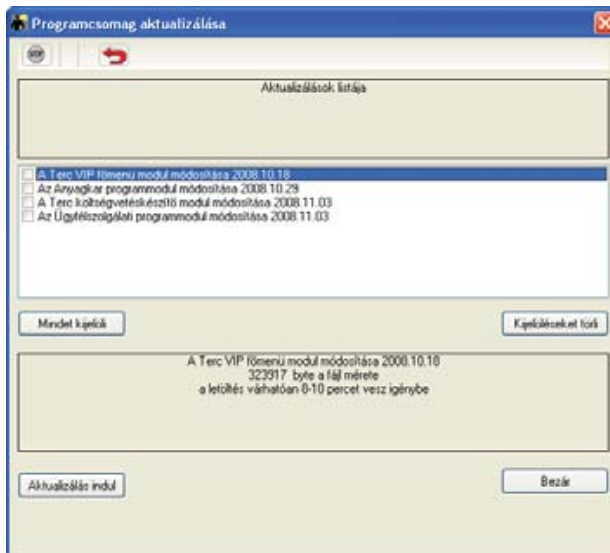 Programcsomag aktualizálása
STOP
Aktualizálások listája
A Terc VIP főmenü modul módosítása 2008.10.18
Az Anyagkar programmodul módosítása 2008.10.29
A Terc költségvetéskészítő modul módosítása 2008.11.03
Az Ügyfélszolgálati programmodul módosítása 2008.11.03
Mindet kijelöli
Kijelöléseket törli
A Terc VIP főmenü modul módosítása 2008.10.18
323917 byte a fájl mérete
a letöltés várhatóan 8-10 percet vesz igénybe
Aktualizálás indul
Bezár